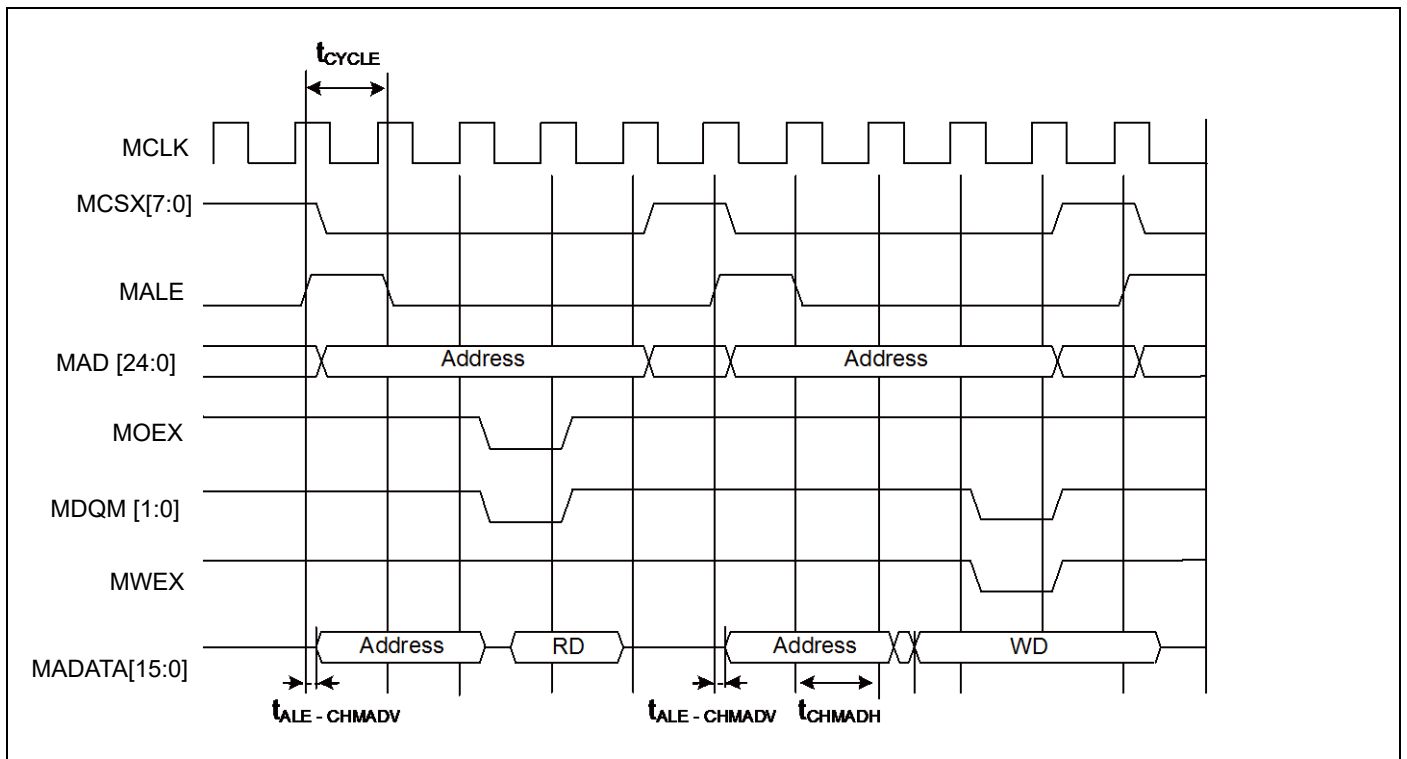 tCYCLE
MCLK
MCSX[7:0]
MALE
MAD [24:0] Address Address
MOEX
MDQM [1:0]
MWEX
MADATA[15:0] Address RD Address WD
tALE - CHMADV tALE - CHMADV tCHMADH